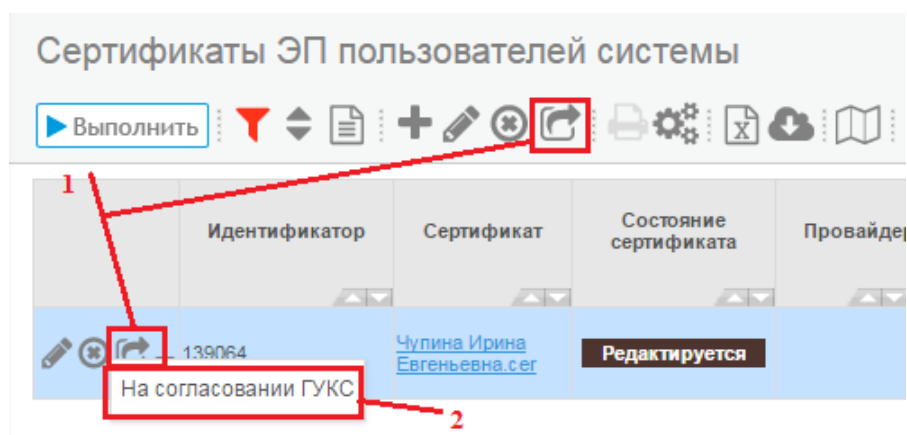 Сертификаты ЭП пользователей системы
Выполнить
1
Идентификатор
Сертификат
Состояние
сертификата
Провайдер
139064
Чупина Ирина
Евгеньевна.cer
Редактируется
На согласовании ГУКС
2